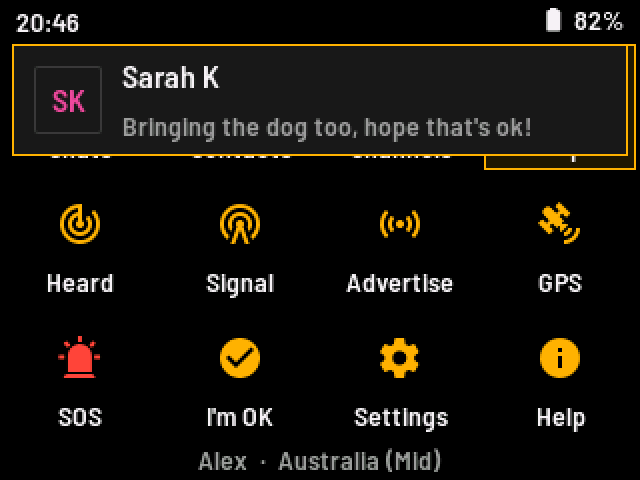 20:46
82%
SK
Sarah K
Bringing the dog too, hope that's ok!
Heard
Signal
Advertise
GPS
SOS
I'm OK
Settings
Help
Alex · Australia (Mid)